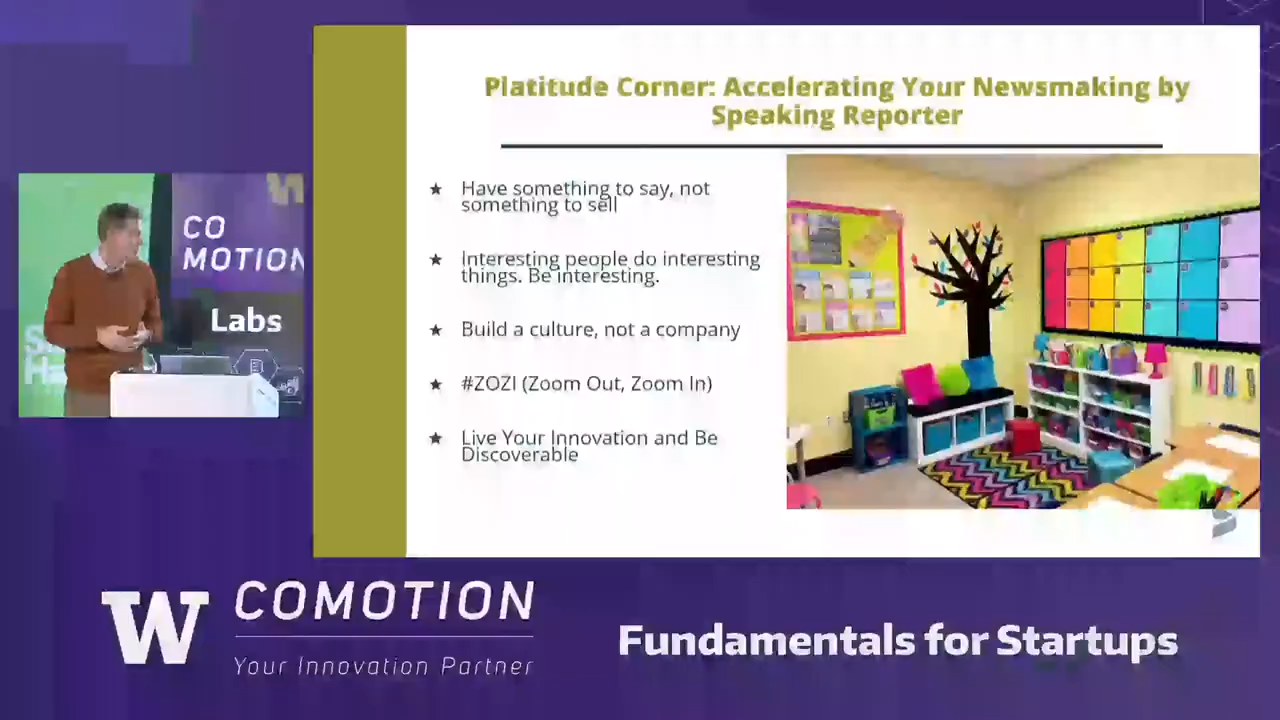 Platitude Corner: Accelerating Your Newsmaking by
Speaking Reporter
★ Have something to say, not
something to sell
★ Interesting people do interesting
things. Be interesting.
★ Build a culture, not a company
★ #ZOZI (Zoom Out, Zoom In)
★ Live Your Innovation and Be
Discoverable
CO
MOTION
Labs
W COMOTION
Your Innovation Partner
Fundamentals for Startups